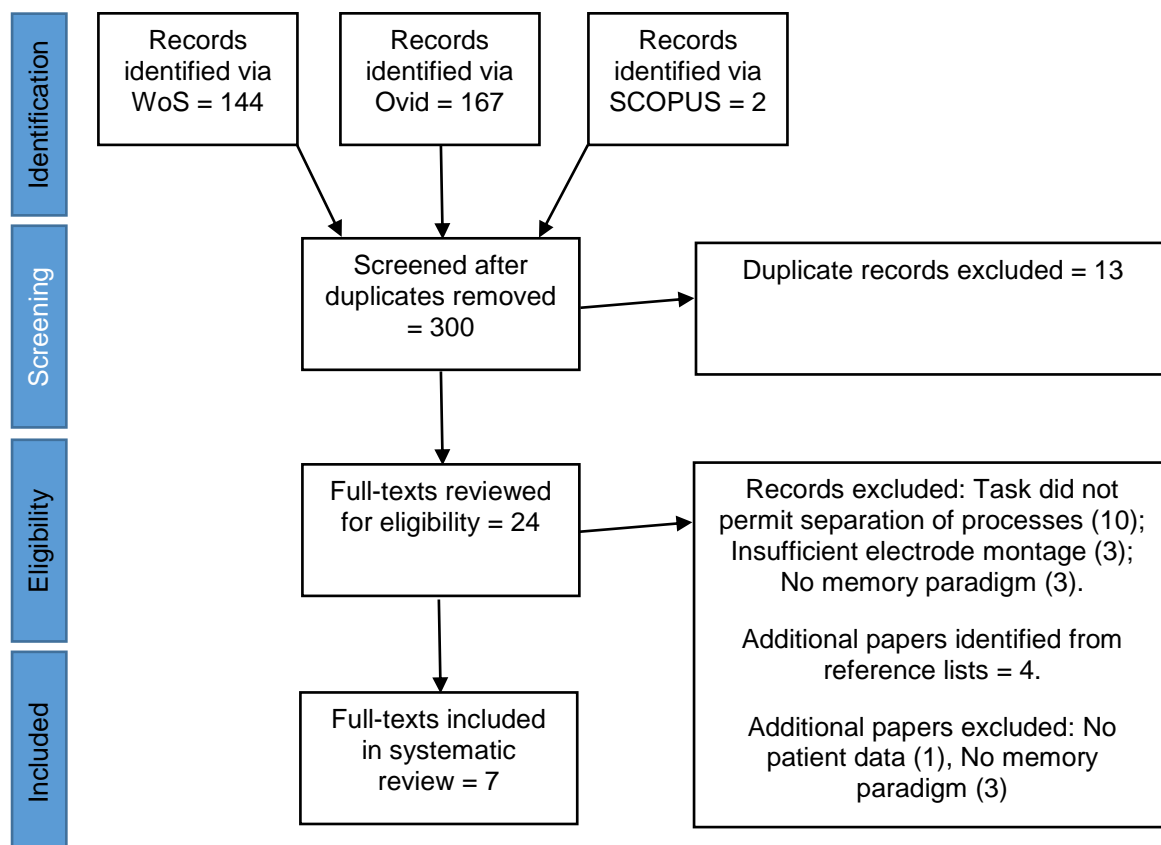 Identification
Records
identified via
WoS = 144
Records
identified via
Ovid = 167
Records
identified via
SCOPUS = 2
Screening
Screened after
duplicates removed
= 300
Duplicate records excluded = 13
Eligibility
Full-texts reviewed
for eligibility = 24
Records excluded: Task did not
permit separation of processes (10);
Insufficient electrode montage (3);
No memory paradigm (3).
Additional papers identified from
reference lists = 4.
Additional papers excluded: No
patient data (1), No memory
paradigm (3)
Included
Full-texts included
in systematic
review = 7